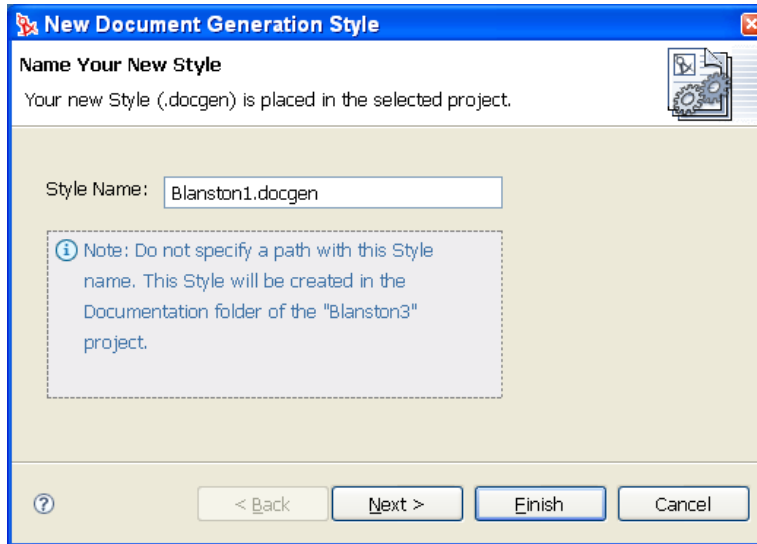 New Document Generation Style
Name Your New Style
Your new Style (.docgen) is placed in the selected project.
Style Name: Blanston1.docgen
Note: Do not specify a path with this Style
name. This Style will be created in the
Documentation folder of the "Blanston3"
project.
< Back Next > Finish Cancel